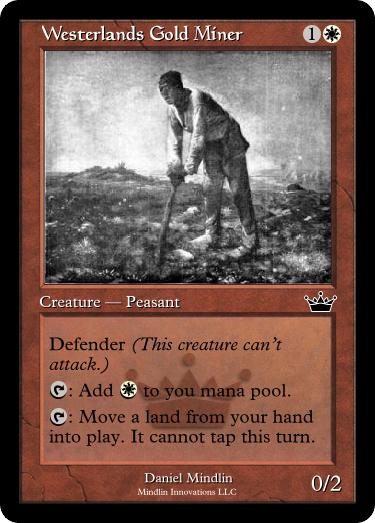 Westerlands Gold Miner 1
Creature — Peasant
Defender (This creature can't
attack.)
: Add to you mana pool.
: Move a land from your hand
into play. It cannot tap this turn.
Daniel Mindlin
Mindlin Innovations LLC
0/2